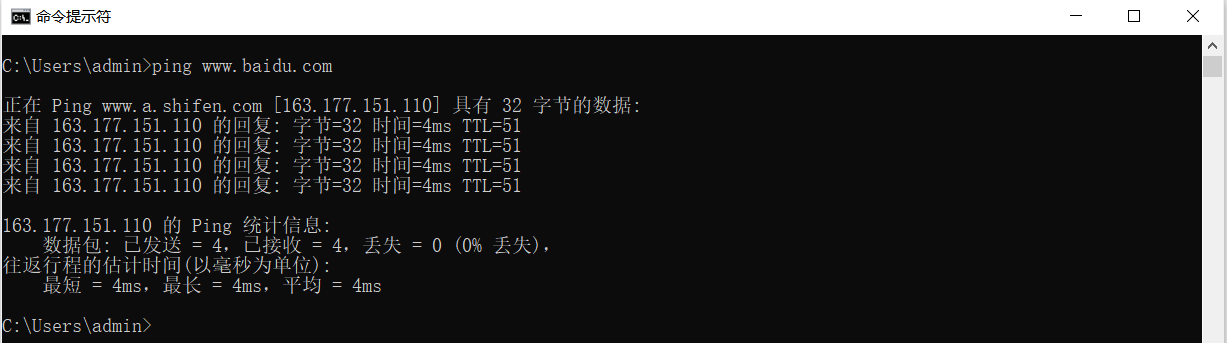 命令提示符
C:\Users\admin>ping www.baidu.com
正在 Ping www.a.shifen.com [163.177.151.110] 具有 32 字节的数据:
来自 163.177.151.110 的回复: 字节=32 时间=4ms TTL=51
来自 163.177.151.110 的回复: 字节=32 时间=4ms TTL=51
来自 163.177.151.110 的回复: 字节=32 时间=4ms TTL=51
来自 163.177.151.110 的回复: 字节=32 时间=4ms TTL=51
163.177.151.110 的 Ping 统计信息:
数据包: 已发送 = 4，已接收 = 4，丢失 = 0 (0% 丢失)，
往返行程的估计时间(以毫秒为单位):
最短 = 4ms，最长 = 4ms，平均 = 4ms
C:\Users\admin>